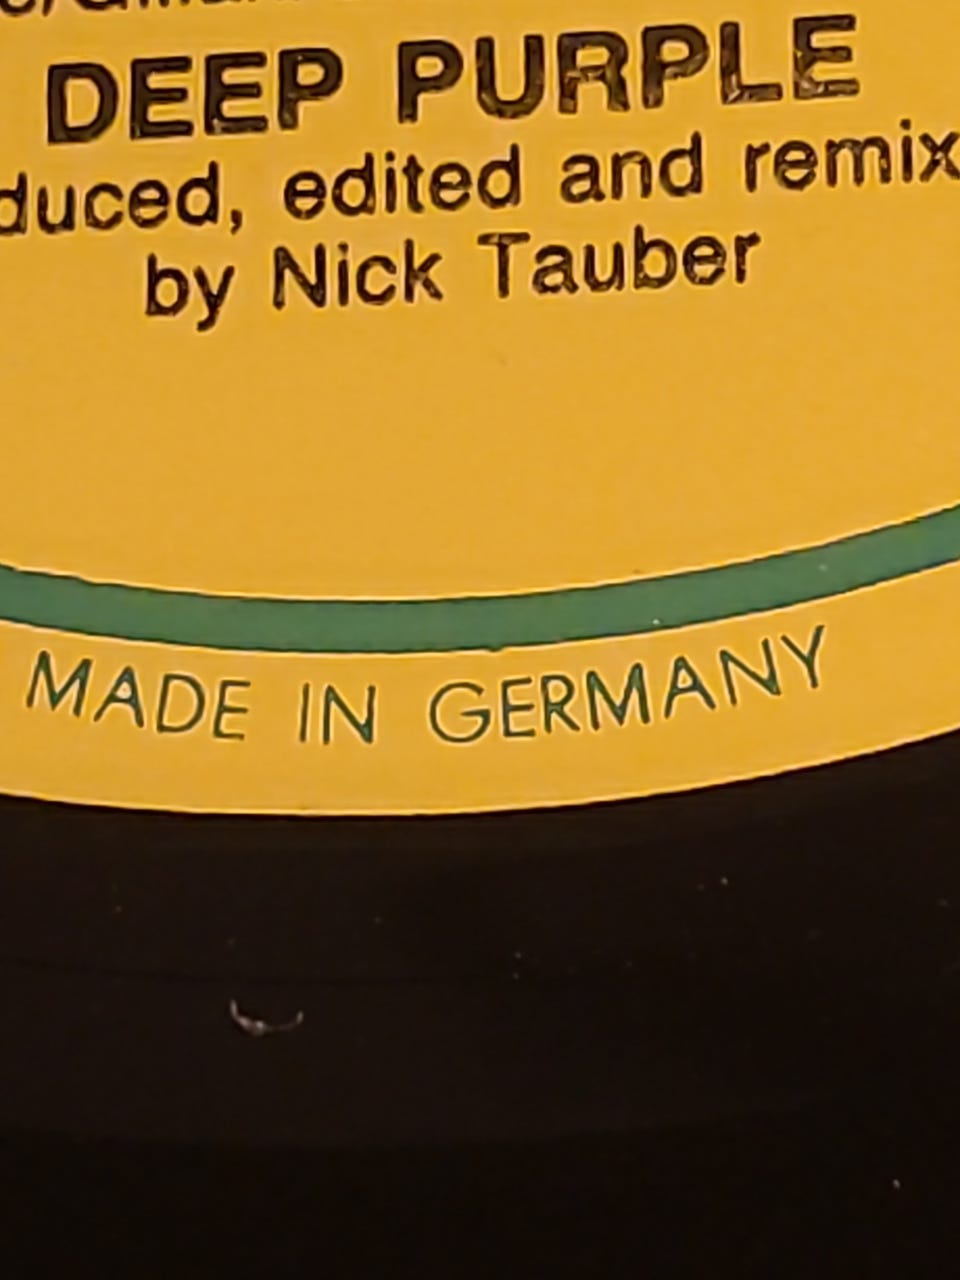 DEEP PURPLE
duced, edited and remix
by Nick Tauber
MADE IN GERMANY